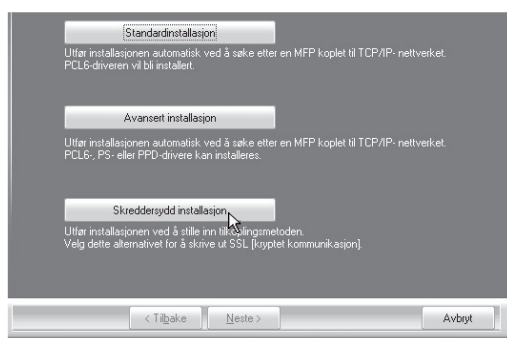 Standardinstallasjon
Utfør installasjonen automatisk ved å søke etter en MFP koplet til TCP/IP- nettverket.
PCL6-driveren vil bli installert.
Avansert installasjon
Utfør installasjonen automatisk ved å søke etter en MFP koplet til TCP/IP- nettverket.
PCL6-, PS- eller PPD-drivere kan installeres.
Skreddersydd installasjon
Utfør installasjonen ved å stille inn tilkoplingsmetoden.
Velg dette alternativet for å skrive ut SSL [kryptet kommunikasjon].
< Tilbake Neste > Avbryt